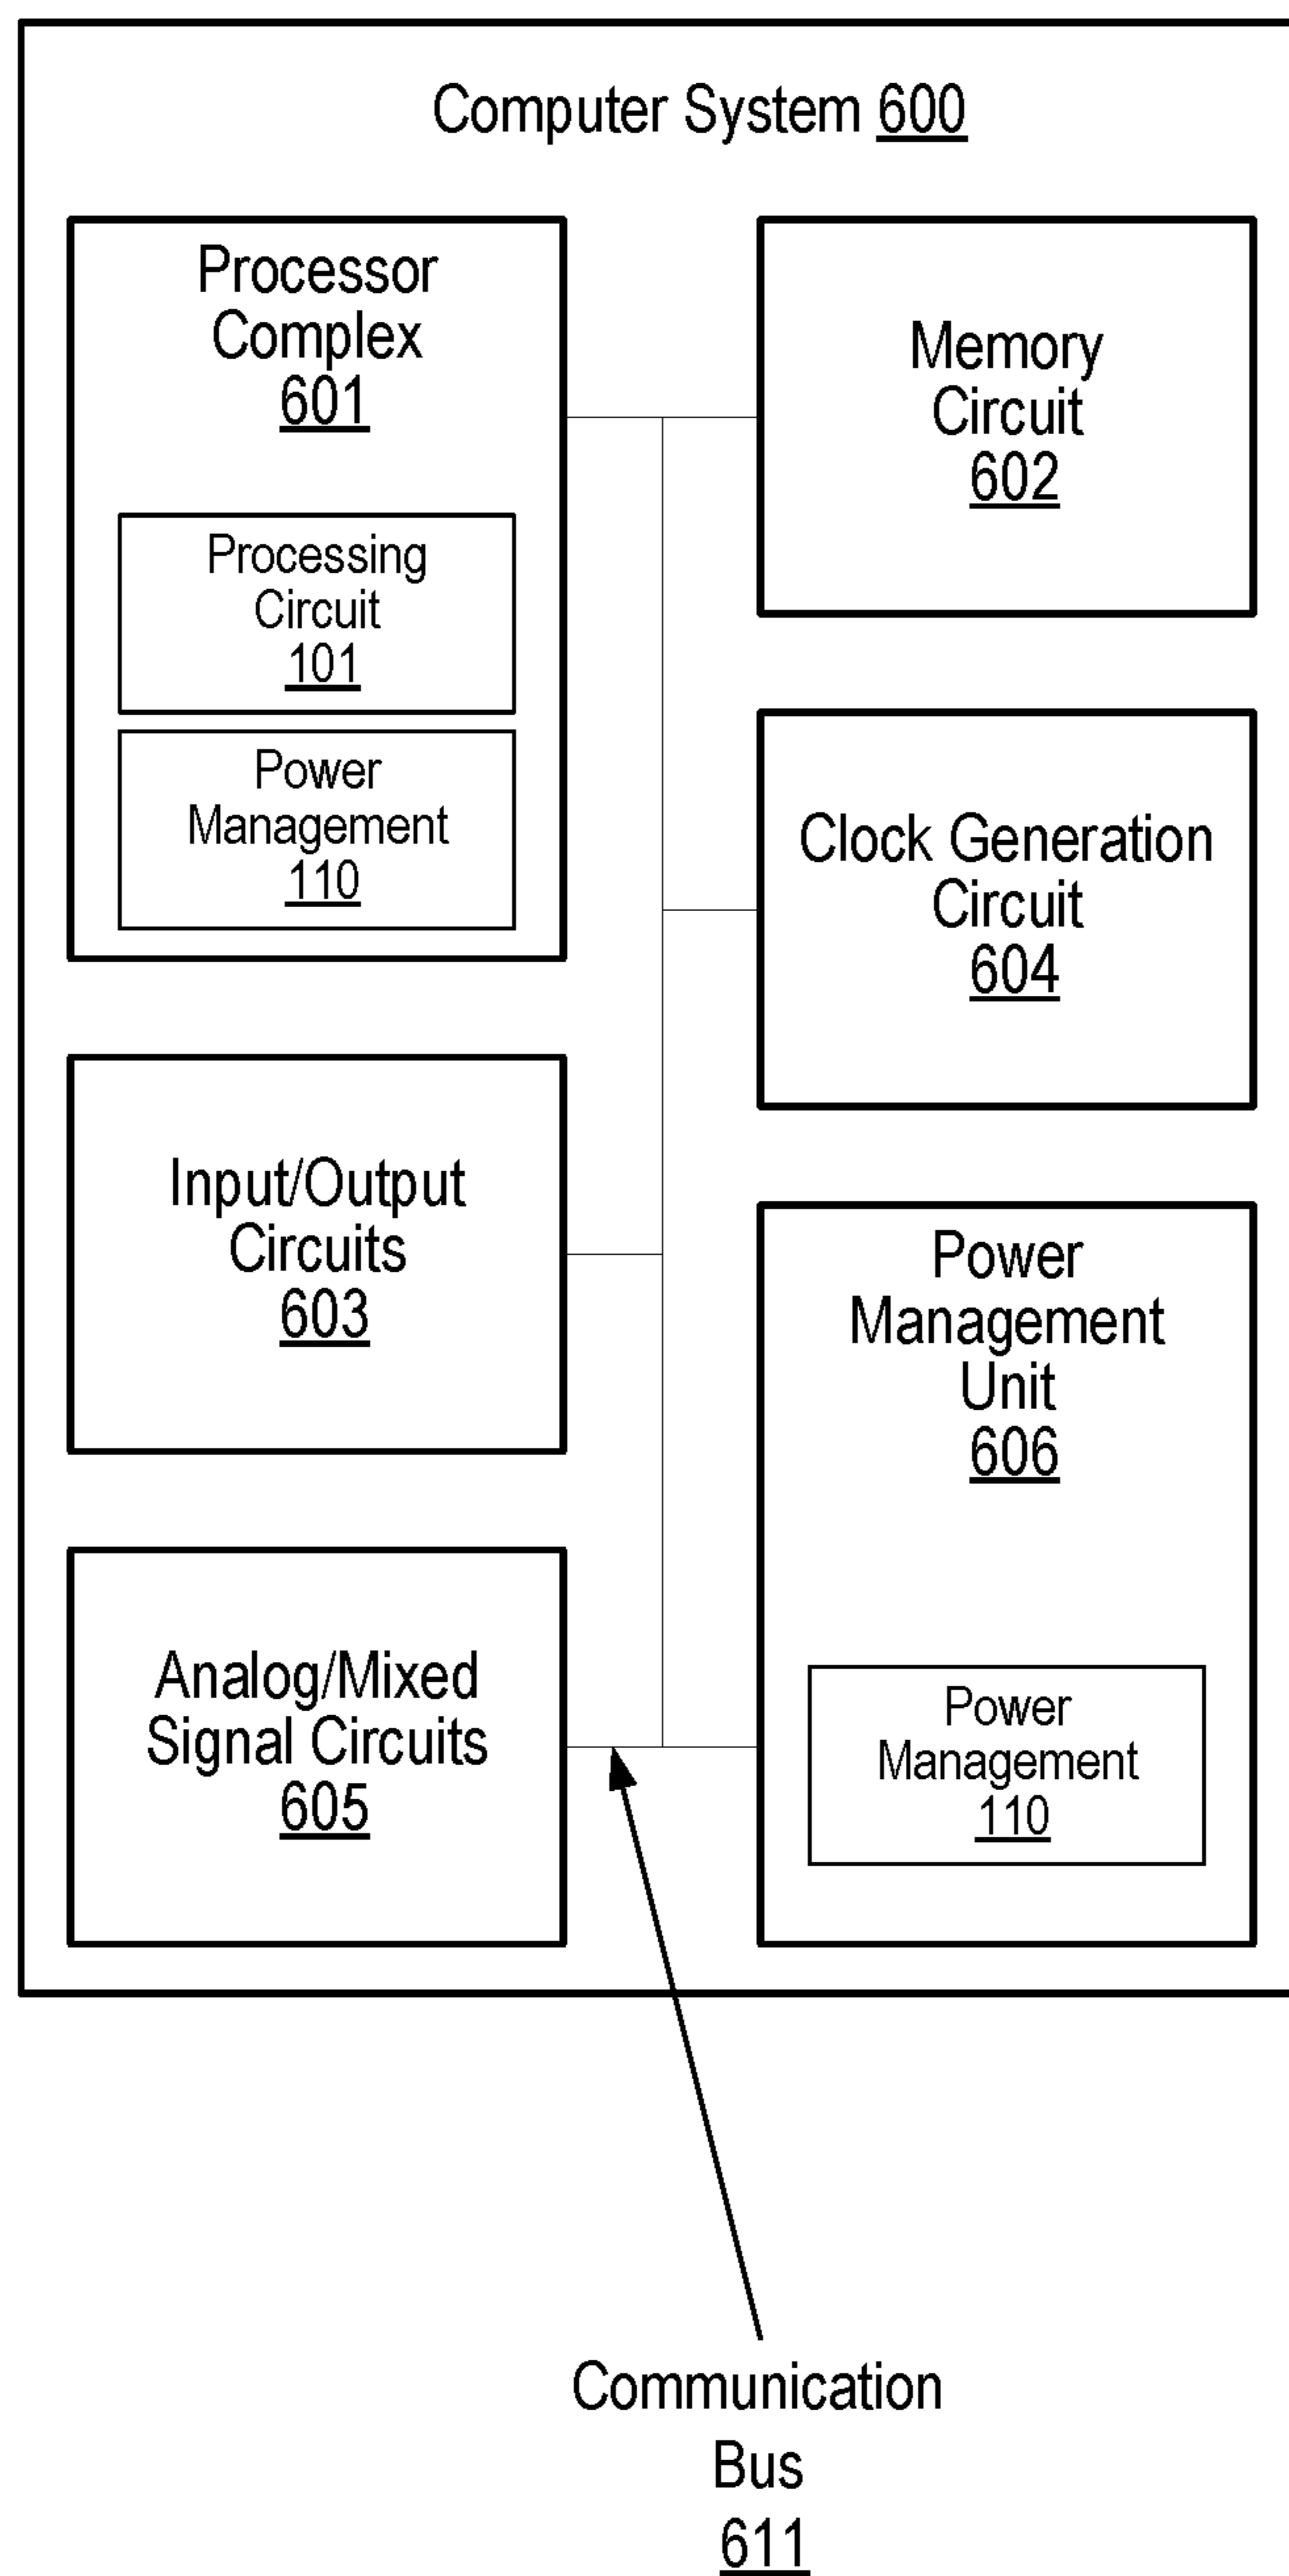 Computer System 600
Processor
Complex
601
Processing
Circuit
101
Power
Management
110
Memory
Circuit
602
Clock Generation
Circuit
604
Input/Output
Circuits
603
Power
Management
Unit
606
Power
Management
110
Analog/Mixed
Signal Circuits
605
Communication
Bus
611